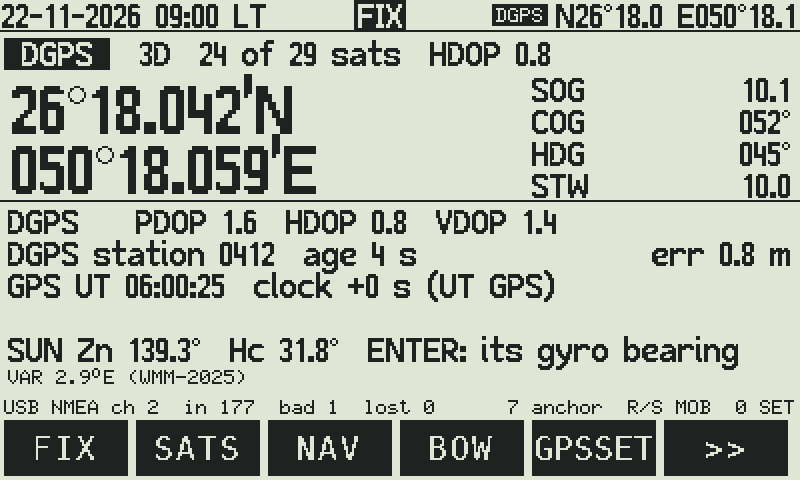 22-11-2026 09:00 LT FIX DGPS N26°18.0 E050°18.1
DGPS 3D 24 of 29 sats HDOP 0.8
26°18.042'N
050°18.059'E
SOG 10.1
COG 052°
HDG 045°
STW 10.0
DGPS PDOP 1.6 HDOP 0.8 VDOP 1.4
DGPS station 0412 age 4 s err 0.8 m
GPS UT 06:00:25 clock +0 s (UT GPS)
SUN Zn 139.3° Hc 31.8° ENTER: its gyro bearing
VAR 2.9°E (WMM-2025)
USB NMEA ch 2 in 177 bad 1 lost 0 7 anchor R/S MOB 0 SET
FIX SATS NAV BOW GPSSET >>